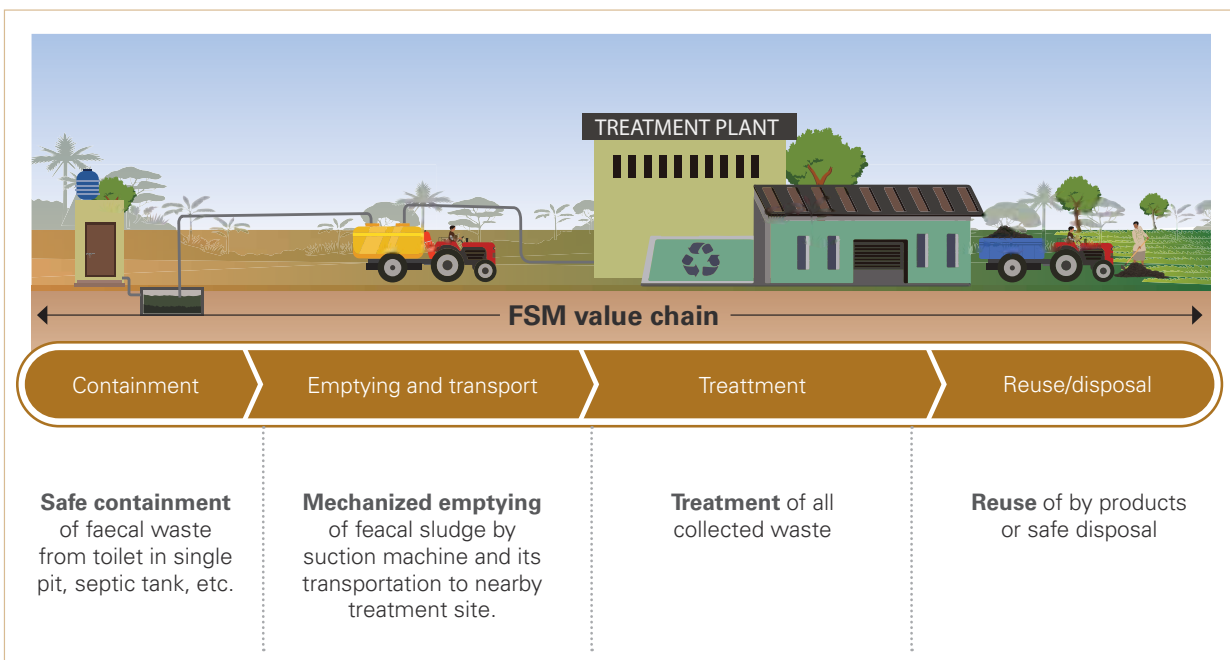 TREATMENT PLANT
FSM value chain
Containment
Emptying and transport
Treattment
Reuse/disposal
Safe containment
of faecal waste
from toilet in single
pit, septic tank, etc.
Mechanized emptying
of feacal sludge by
suction machine and its
transportation to nearby
treatment site.
Treatment of all
collected waste
Reuse of by products
or safe disposal